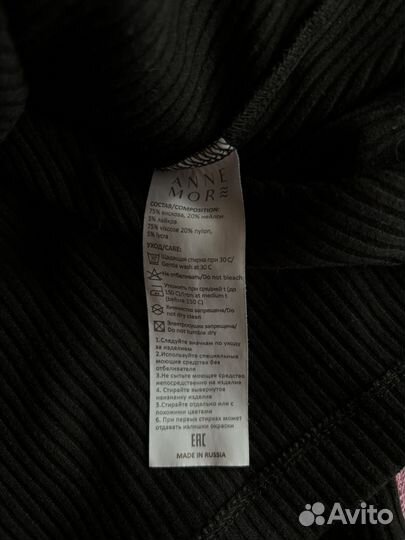 ANNE
MORE
СОСТАВ/COMPOSITION:
75% вискоза, 20% нейлон
5% лайкра
75% viscose 20% nylon,
5% lycra
УХОД/CARE:
Щадящая стирка при 30 С/
Gentle wash at 30 C
Не отбеливать/Do not bleach
Утюжить при средней t (до
150 С)/Iron at medium t
(before 150 C)
Химчистка запрещена/Do
not dry clean
Электросушка запрещена/
Do not tumble dry
1.Следуйте значкам по уходу
за изделием
2.Используйте специальные
моющие средства без
отбеливателя
3.Не сыпьте моющие средства
непосредственно на изделие
4. Стирайте вывернутое
наизнанку изделие
5.Стирайте отдельно или с
похожими цветами
6. При первых стирках может
отдавать излишки окраски
EAC
MADE IN RUSSIA
Avito